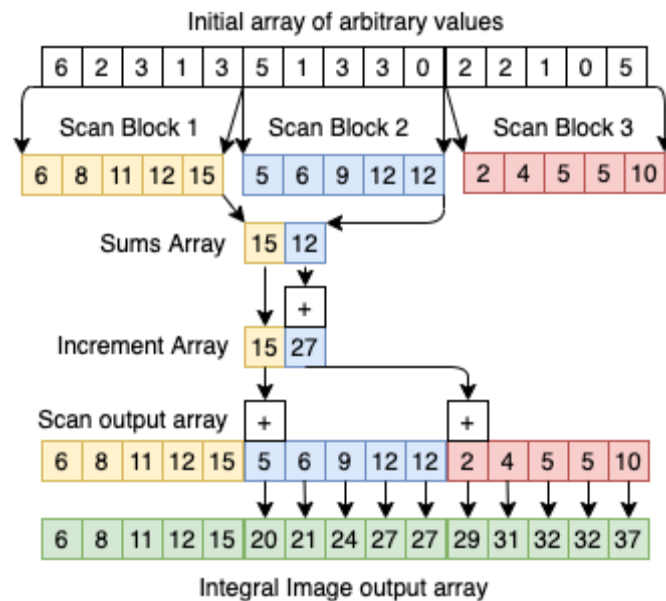 Initial array of arbitrary values
6 2 3 1 3 5 1 3 3 0 2 2 1 0 5
Scan Block 1 Scan Block 2 Scan Block 3
6 8 11 12 15 5 6 9 12 12 2 4 5 5 10
Sums Array 15 12
+
Increment Array 15 27
Scan output array + +
6 8 11 12 15 5 6 9 12 12 2 4 5 5 10
6 8 11 12 15 20 21 24 27 27 29 31 32 32 37
Integral Image output array